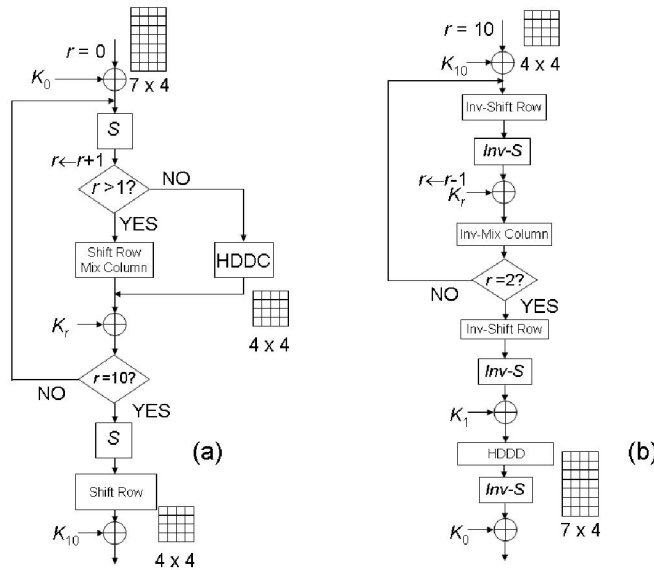 r = 0
K0
7 x 4
S
r←r+1
r >1?
NO
YES
Shift Row
Mix Column
HDDC
Kr
4 x 4
r=10?
NO
YES
S
(a)
Shift Row
K10
4 x 4
r = 10
K10
4 x 4
Inv-Shift Row
Inv-S
r←r-1
Kr
Inv-Mix Column
r=2?
NO
YES
Inv-Shift Row
Inv-S
K1
HDDD
(b)
Inv-S
7 x 4
K0